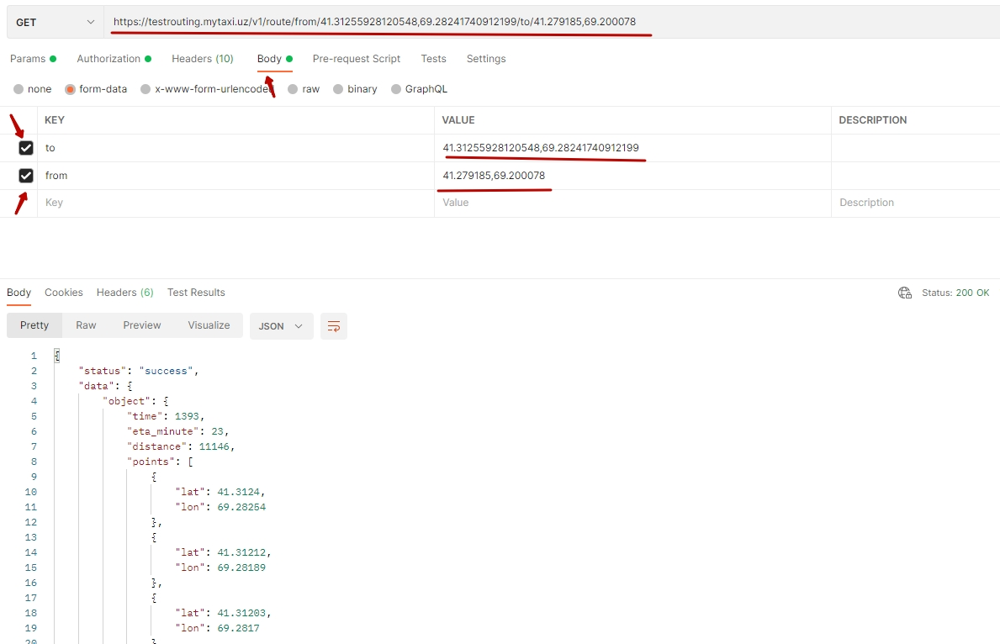 GET https://testrouting.mytaxi.uz/v1/route/from/41.31255928120548,69.28241740912199/to/41.279185,69.200078
Params Authorization Headers (10) Body Pre-request Script Tests Settings
none form-data x-www-form-urlencoded raw binary GraphQL
KEY VALUE DESCRIPTION
to 41.31255928120548,69.28241740912199
from 41.279185,69.200078
Key Value Description
Body Cookies Headers (6) Test Results Status: 200 OK
Pretty Raw Preview Visualize JSON
1 {
2 "status": "success",
3 "data": {
4 "object": {
5 "time": 1393,
6 "eta_minute": 23,
7 "distance": 11146,
8 "points": [
9 {
10 "lat": 41.3124,
11 "lon": 69.28254
12 },
13 {
14 "lat": 41.31212,
15 "lon": 69.28189
16 },
17 {
18 "lat": 41.31203,
19 "lon": 69.2817
20 }